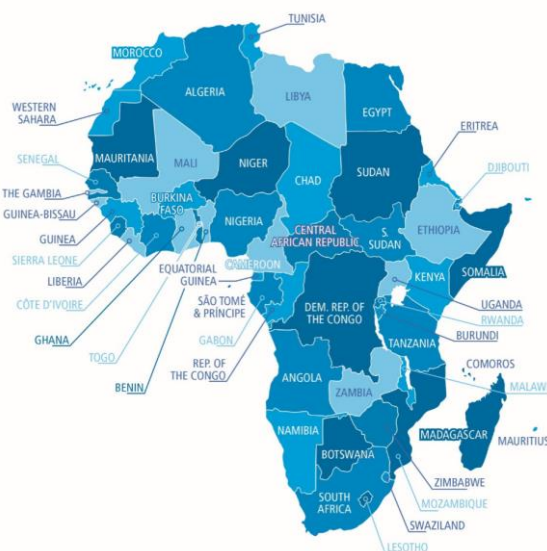 TUNISIA
MOROCCO
ALGERIA
LIBYA
EGYPT
WESTERN
SAHARA
MAURITANIA
MALI
NIGER
CHAD
SUDAN
ERITREA
DJIBOUTI
SENEGAL
THE GAMBIA
GUINEA-BISSAU
GUINEA
SIERRA LEONE
LIBERIA
CÔTE D'IVOIRE
GHANA
TOGO
BENIN
BURKINA
FASO
NIGERIA
CENTRAL
AFRICAN REPUBLIC
S.
SUDAN
ETHIOPIA
SOMALIA
EQUATORIAL
GUINEA
CAMEROON
SÃO TOMÉ
& PRÍNCIPE
GABON
REP. OF
THE CONGO
DEM. REP. OF
THE CONGO
KENYA
UGANDA
RWANDA
BURUNDI
TANZANIA
COMOROS
MALAW
ANGOLA
ZAMBIA
NAMIBIA
BOTSWANA
MADAGASCAR
MAURITIUS
ZIMBABWE
MOZAMBIQUE
SWAZILAND
SOUTH
AFRICA
LESOTHO